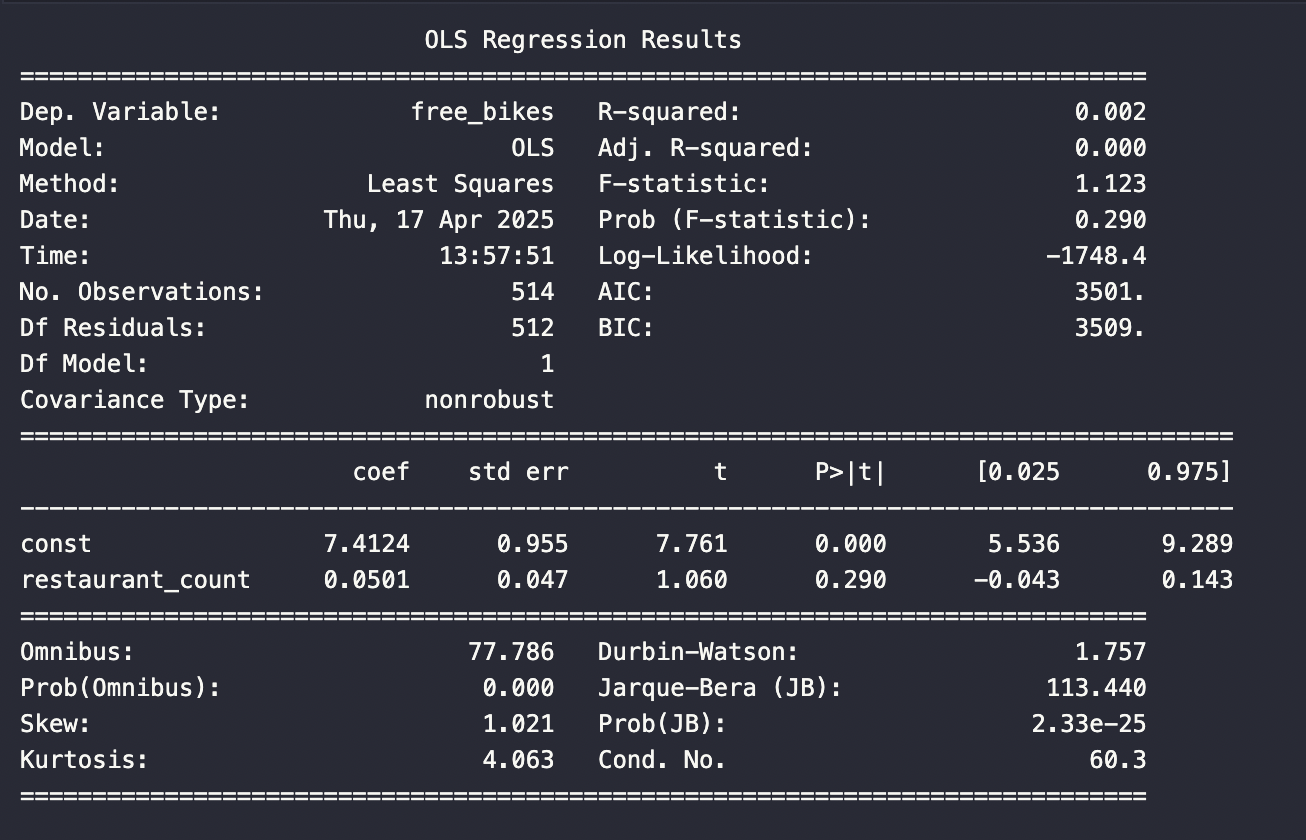 OLS Regression Results
==============================================================================
Dep. Variable:             free_bikes   R-squared:                       0.002
Model:                            OLS   Adj. R-squared:                  0.000
Method:                 Least Squares   F-statistic:                     1.123
Date:                Thu, 17 Apr 2025   Prob (F-statistic):              0.290
Time:                        13:57:51   Log-Likelihood:                -1748.4
No. Observations:                 514   AIC:                             3501.
Df Residuals:                     512   BIC:                             3509.
Df Model:                           1
Covariance Type:            nonrobust
====================================================================================
                       coef    std err          t      P>|t|      [0.025      0.975]
------------------------------------------------------------------------------------
const                7.4124      0.955      7.761      0.000       5.536       9.289
restaurant_count     0.0501      0.047      1.060      0.290      -0.043       0.143
==============================================================================
Omnibus:                       77.786   Durbin-Watson:                   1.757
Prob(Omnibus):                  0.000   Jarque-Bera (JB):              113.440
Skew:                           1.021   Prob(JB):                     2.33e-25
Kurtosis:                       4.063   Cond. No.                         60.3
==============================================================================